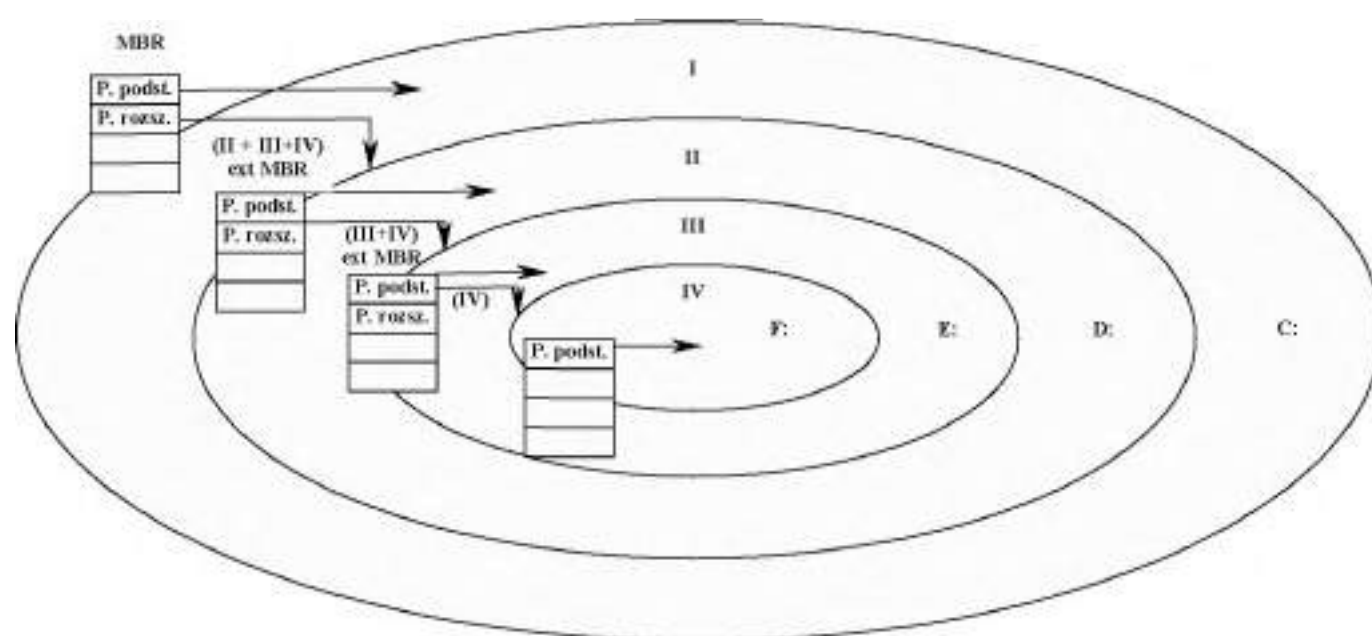 MBR
I
P. podst.
P. rozsz.
(II + III+IV)
ext MBR
II
P. podst.
P. rozsz.
(III+IV)
ext MBR
III
P. podst.
P. rozsz.
(IV)
IV
F:
E:
D:
C:
P. podst.